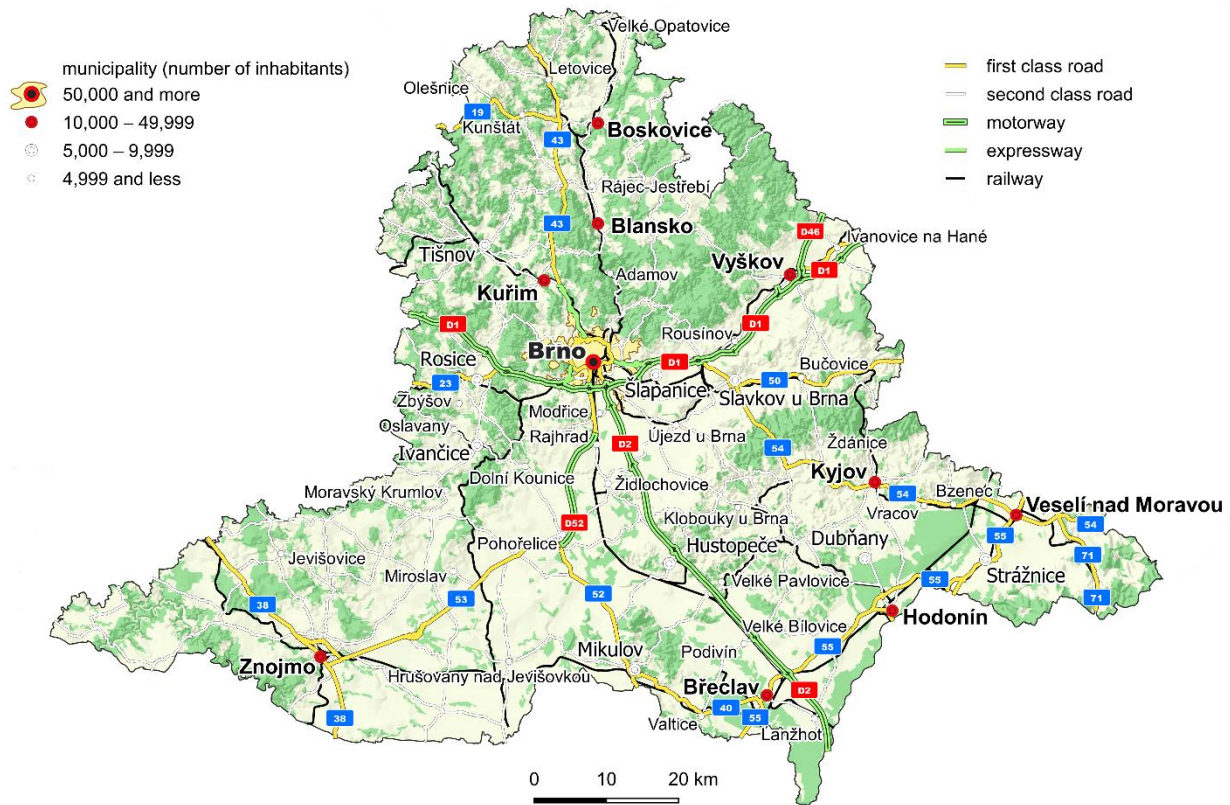 municipality (number of inhabitants)
50,000 and more
10,000 – 49,999
5,000 – 9,999
4,999 and less
first class road
second class road
motorway
expressway
railway
Velké Opatovice
Letovice
Olešnice
19
Kunštát
43
Boskovice
Rájec-Jestřebí
43
Blansko
D46
Ivanovice na Hané
Tišnov
Vyškov
D1
Adamov
Kuřim
D1
D1
Rousínov
Brno
D1
Rosice
Bučovice
23
Šlapanice
50
Slavkov u Brna
Zbýšov
Modřice
Oslavany
Rajhrad
D2
Újezd u Brna
54
Ždánice
Ivančice
Dolní Kounice
Židlochovice
Kyjov
54
Bzenec
Moravský Krumlov
Klobouky u Brna
Vracov
Veselí nad Moravou
D52
54
55
Pohořelice
Hustopeče
Dubňany
71
Jevišovice
Miroslav
Velké Pavlovice
55
Strážnice
38
53
52
71
Hodonín
Velké Bílovice
55
Znojmo
Mikulov
Podivín
Hrušovany nad Jevišovkou
Břeclav
D2
38
40
55
Valtice
Lanžhot
0 10 20 km